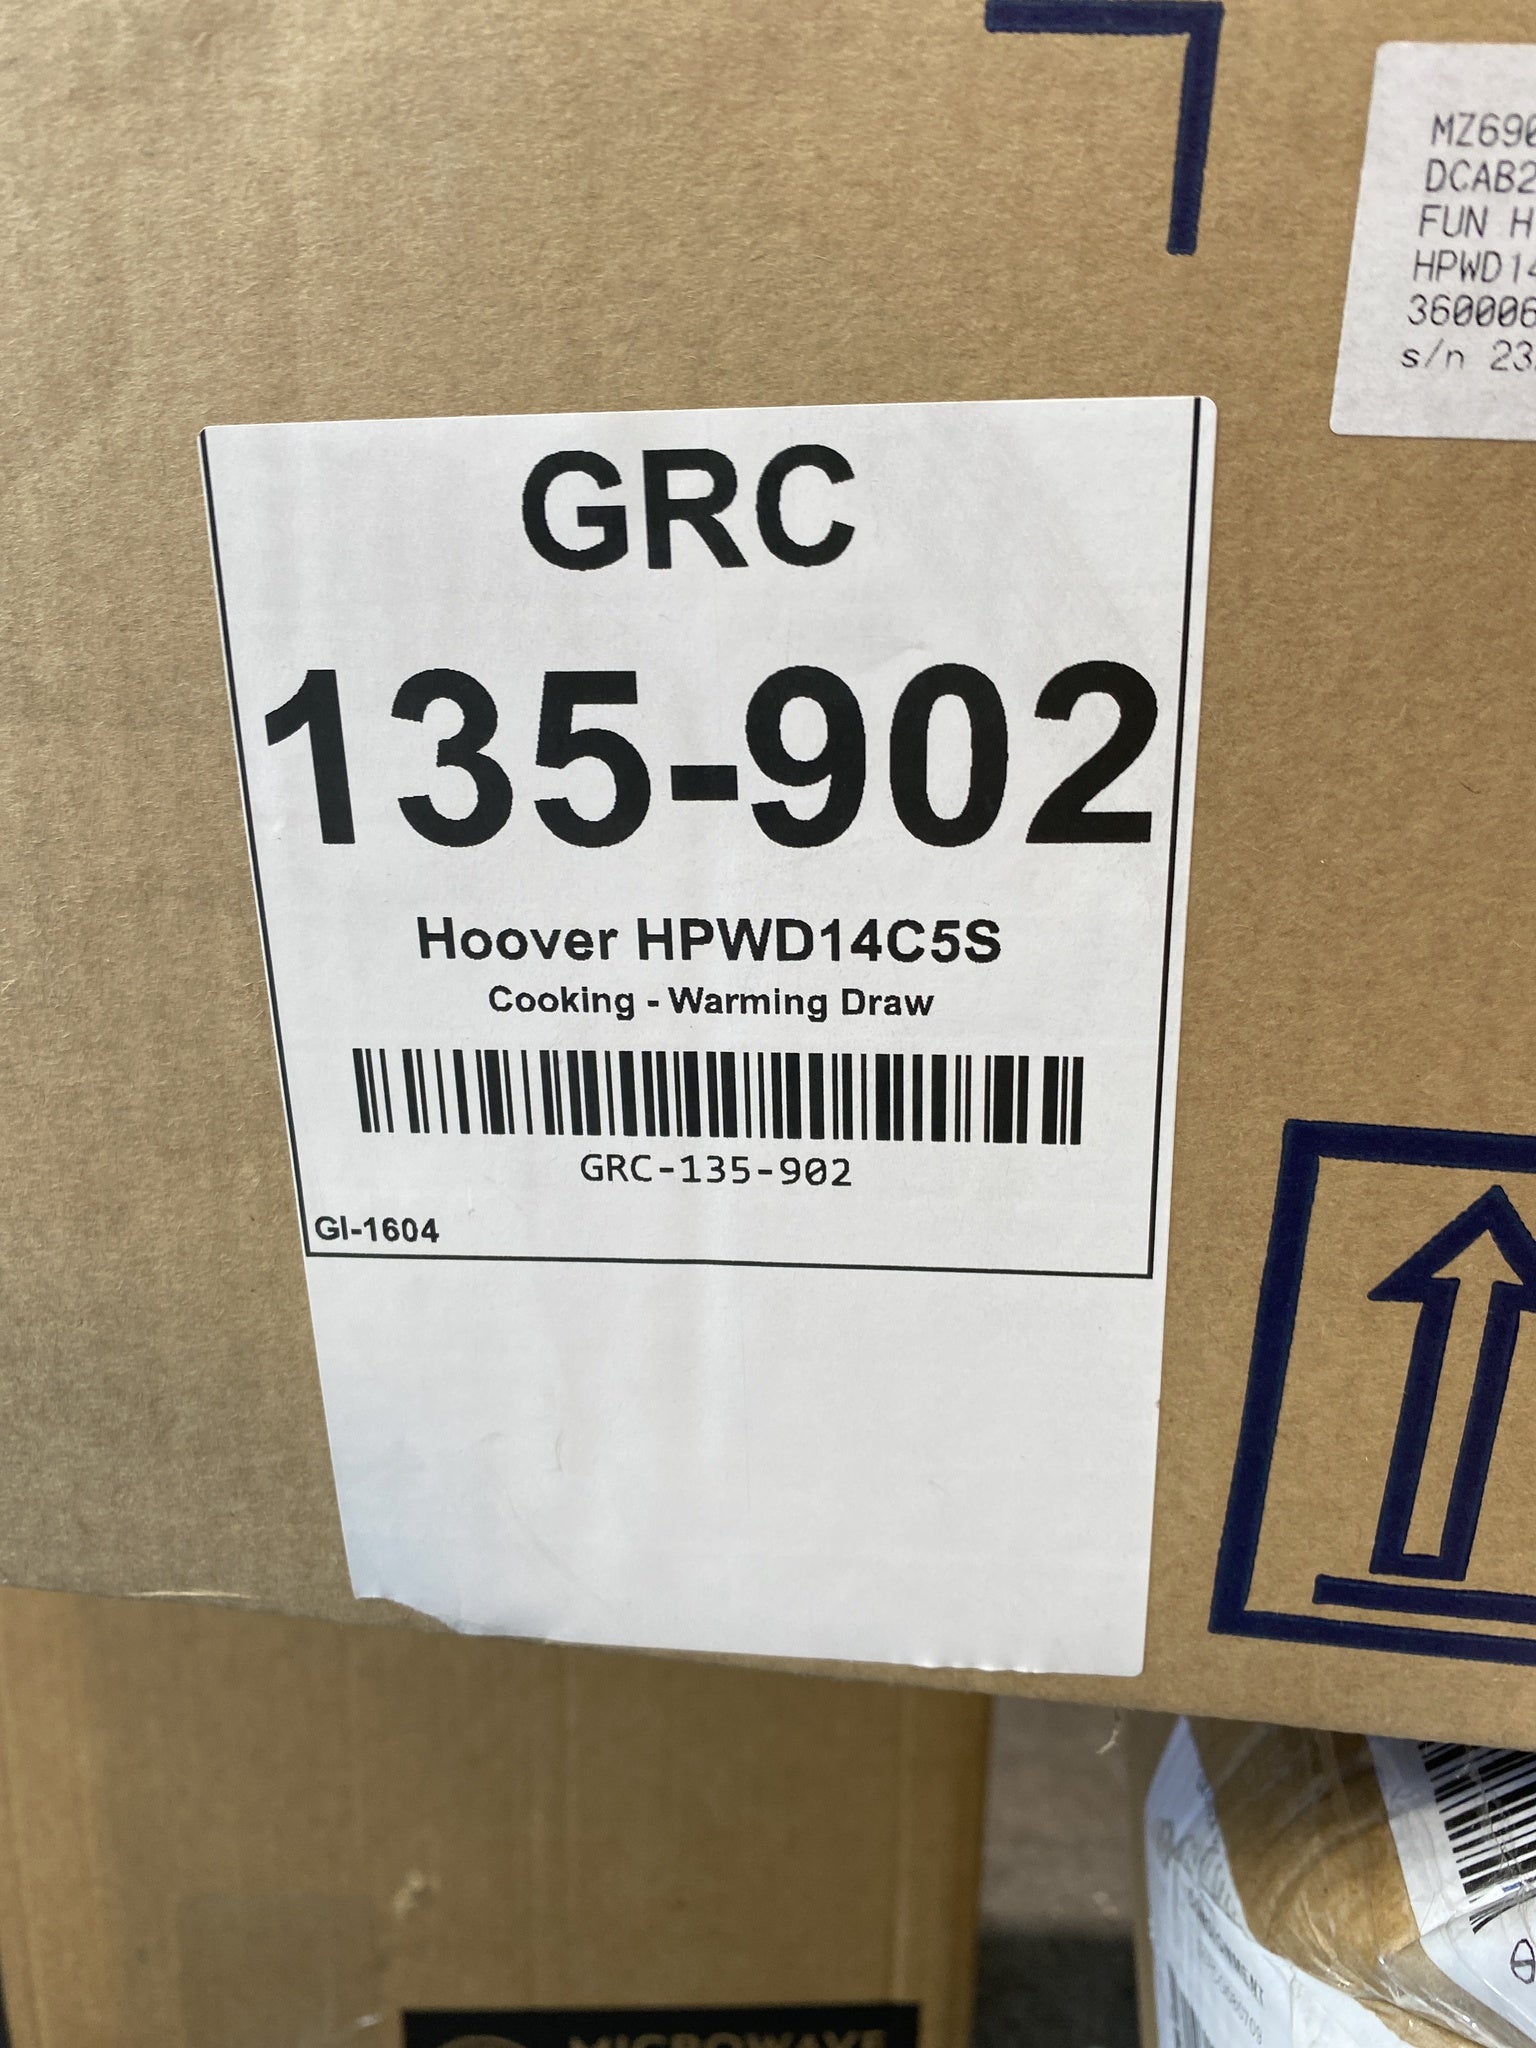 MZ690
DCAB2
FUN H
HPWD14
360006
s/n 23
GRC
135-902
Hoover HPWD14C5S
Cooking - Warming Draw
GRC-135-902
GI-1604
MICROWAVE